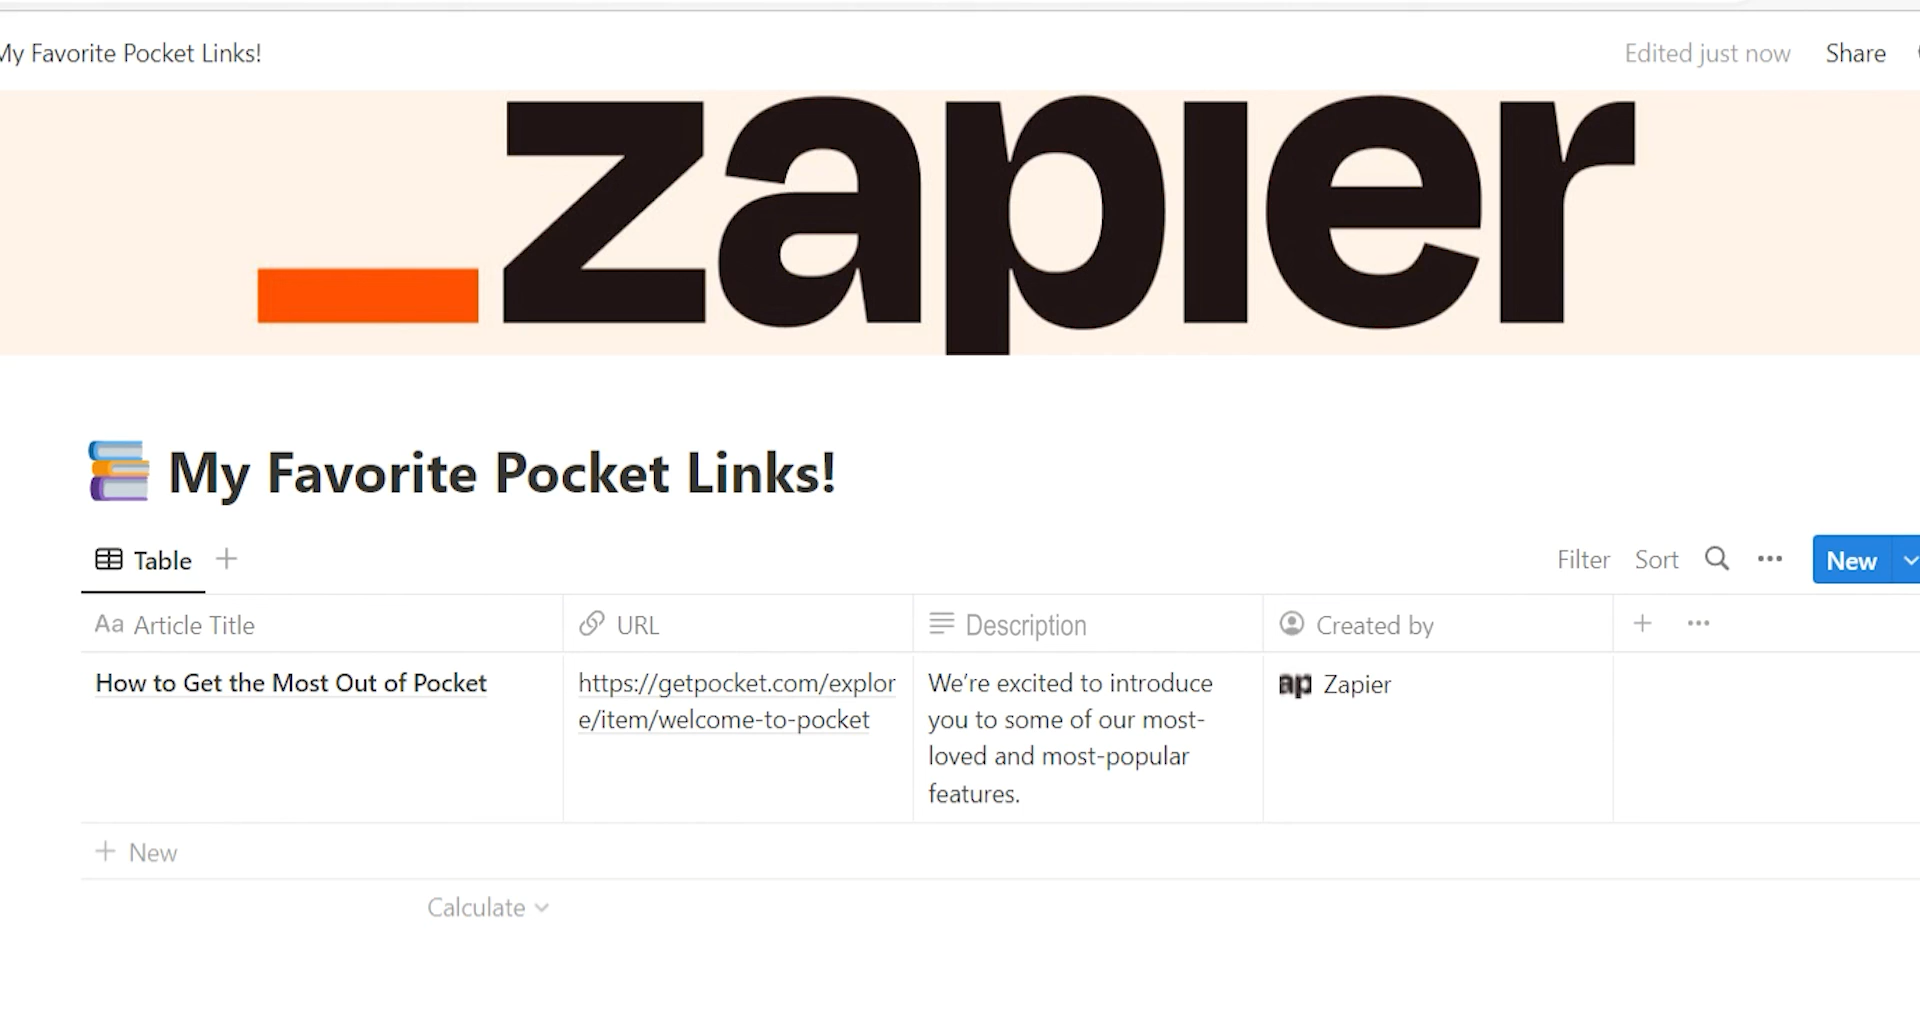 My Favorite Pocket Links!
Edited just now
Share
zapier
My Favorite Pocket Links!
Table
Filter
Sort
New
Aa Article Title
URL
Description
Created by
How to Get the Most Out of Pocket
https://getpocket.com/explor
e/item/welcome-to-pocket
We’re excited to introduce
you to some of our most-
loved and most-popular
features.
ap Zapier
New
Calculate